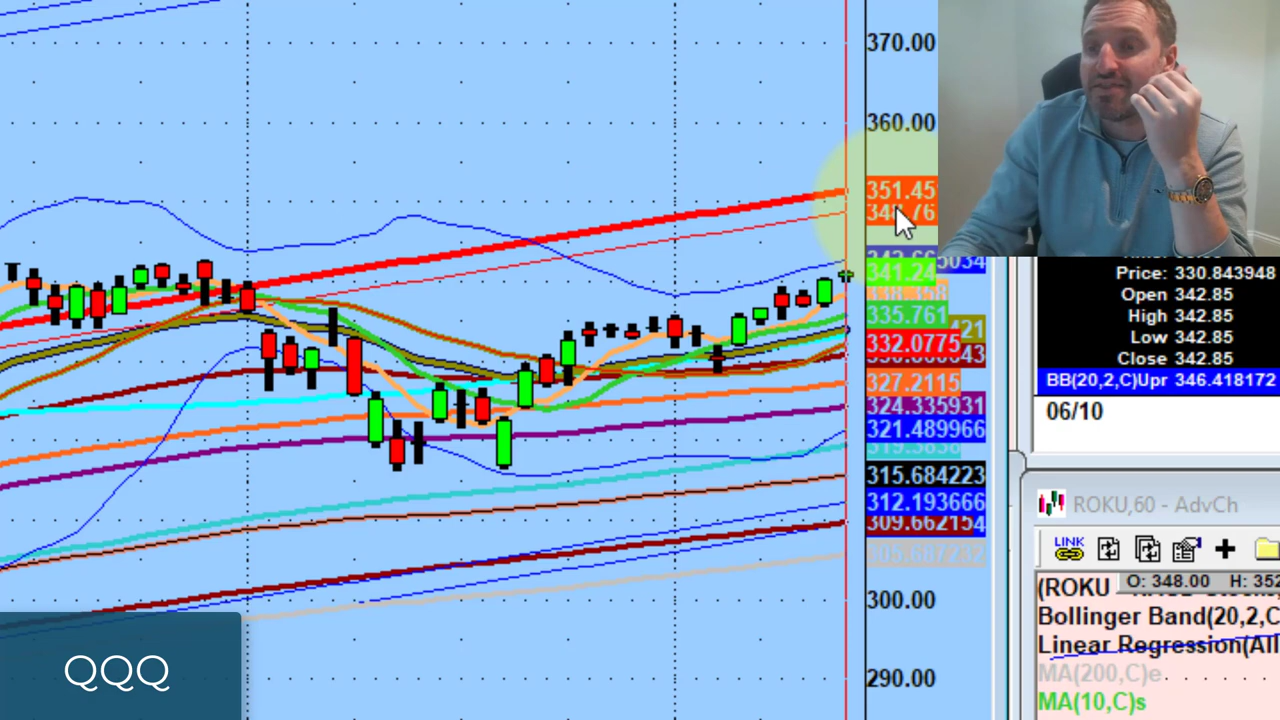 370.00
360.00
351.45
348.76
341.24
335.761
332.0775
327.2115
324.335931
321.489966
315.684223
312.193666
309.662154
300.00
290.00
Price: 330.843948
Open 342.85
High 342.85
Low 342.85
Close 342.85
BB(20,2,C)Upr 346.418172
06/10
ROKU,60 - AdvCh
LINK
(ROKU
O: 348.00 H: 352
Bollinger Band(20,2,C
Linear Regression(All
MA(200,C)e
MA(10,C)s
QQQ